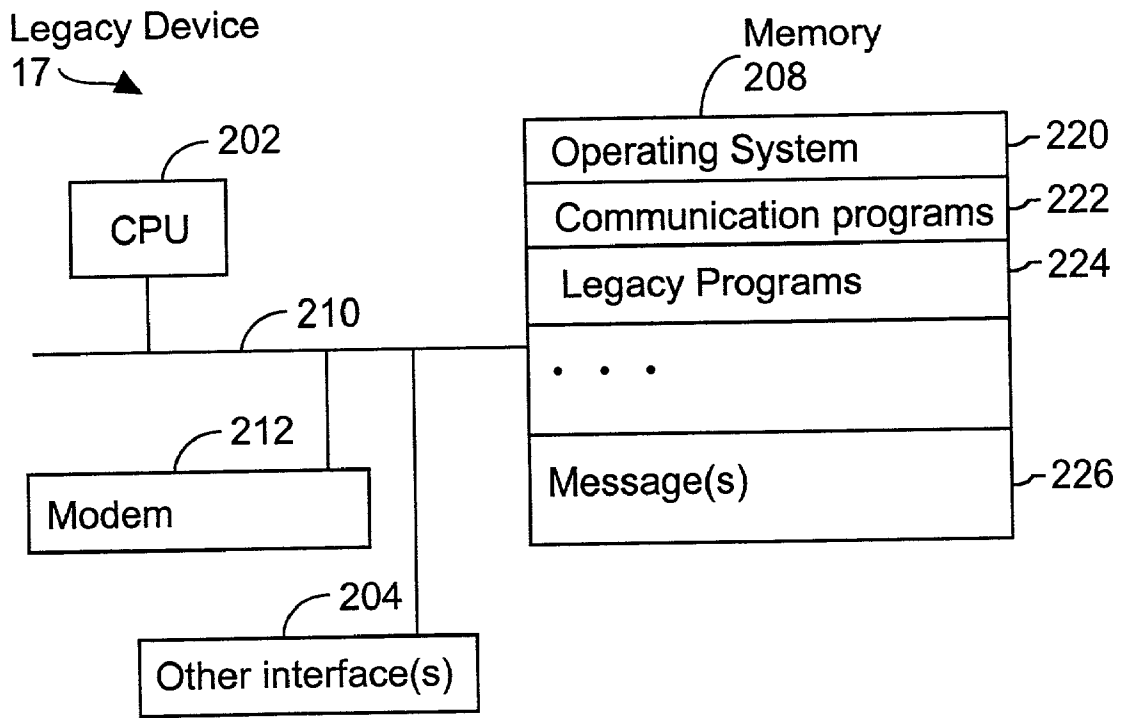 Legacy Device
17
Memory
208
202
CPU
Operating System
220
Communication programs
222
Legacy Programs
224
210
. . .
212
Modem
Message(s)
226
204
Other interface(s)